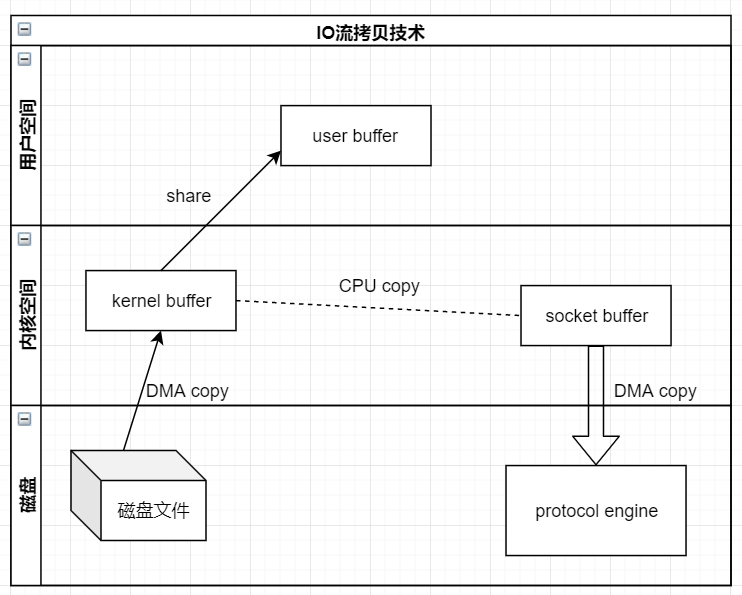 IO流拷贝技术
用户空间
user buffer
share
内核空间
kernel buffer
CPU copy
socket buffer
DMA copy
DMA copy
磁盘
磁盘文件
protocol engine